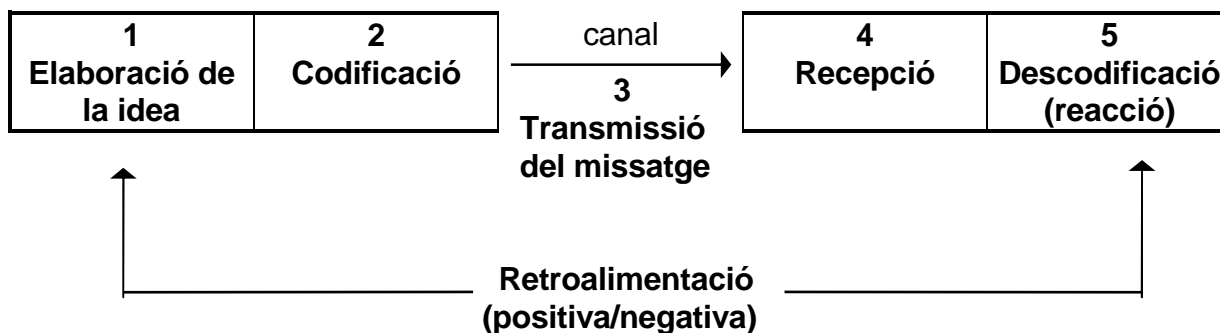 1
Elaboració de
la idea
2
Codificació
canal
3
Transmissió
del missatge
4
Recepció
5
Descodificació
(reacció)
Retroalimentació
(positiva/negativa)